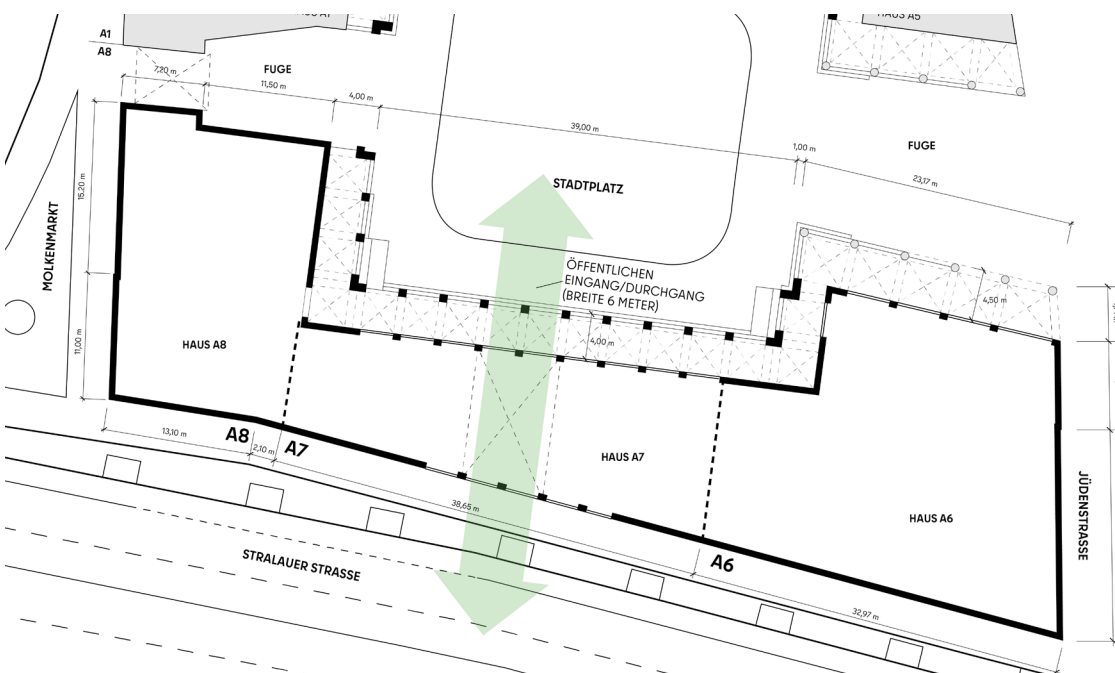 HAUS A5
A1
A8
FUGE
7,20 m
11,50 m
4,00 m
39,00 m
1,00 m
FUGE
23,17 m
15,20 m
STADTPLATZ
MOLKENMARKT
ÖFFENTLICHEN
EINGANG/DURCHGANG
(BREITE 6 METER)
4,50 m
4,00 m
HAUS A8
11,00 m
13,10 m
A8
2,10 m
A7
HAUS A7
38,65 m
HAUS A6
JÜDENSTRASSE
STRALAUER STRASSE
A6
32,97 m